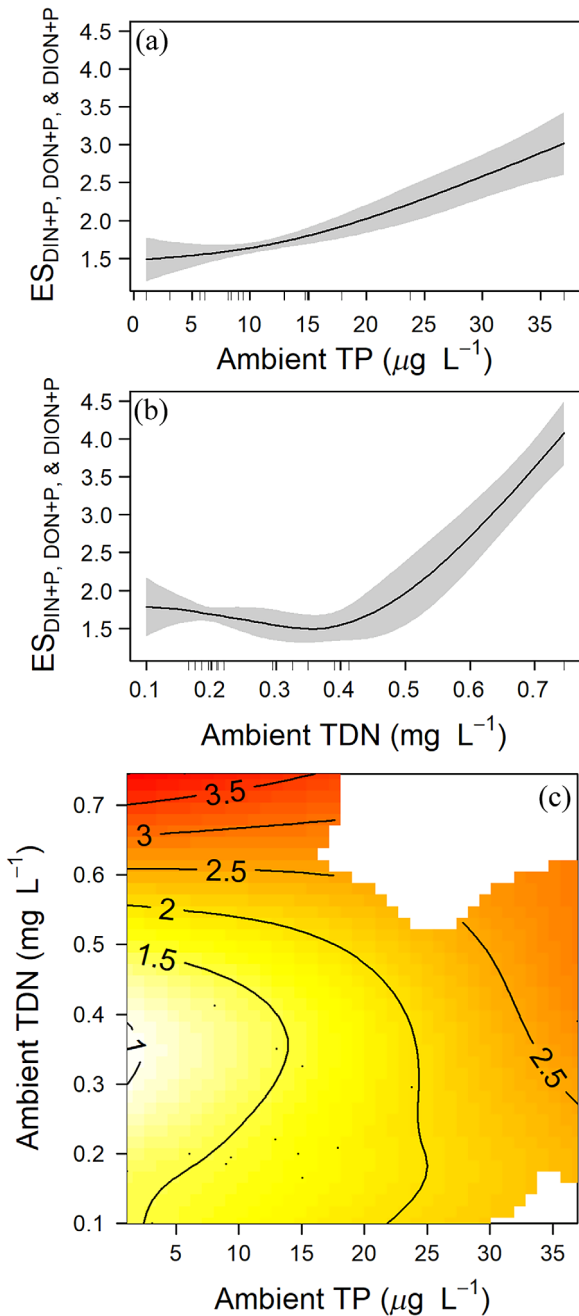 (a)
4.5
4.0
3.5
3.0
2.5
2.0
1.5
ES DIN+P, DON+P, & DION+P
0 5 10 15 20 25 30 35
Ambient TP (μg L⁻¹)
(b)
4.5
4.0
3.5
3.0
2.5
2.0
1.5
ES DIN+P, DON+P, & DION+P
0.1 0.2 0.3 0.4 0.5 0.6 0.7
Ambient TDN (mg L⁻¹)
(c)
0.7
0.6
0.5
0.4
0.3
0.2
0.1
Ambient TDN (mg L⁻¹)
3.5
3
2.5
2
1.5
1
2.5
5 10 15 20 25 30 35
Ambient TP (μg L⁻¹)